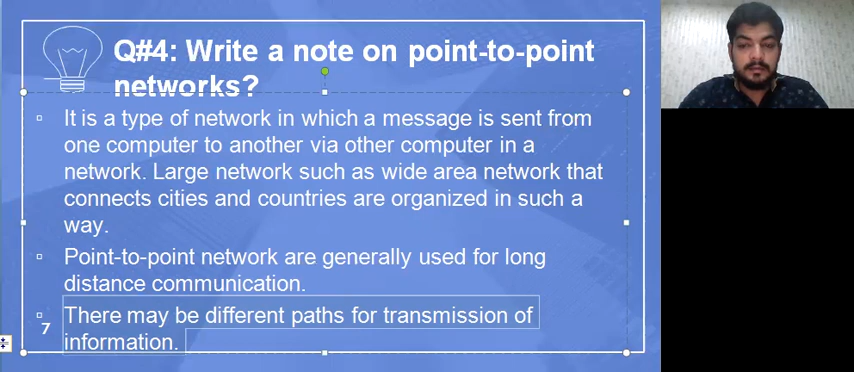 Q#4: Write a note on point-to-point
networks?
It is a type of network in which a message is sent from
one computer to another via other computer in a
network. Large network such as wide area network that
connects cities and countries are organized in such a
way.
Point-to-point network are generally used for long
distance communication.
There may be different paths for transmission of
information.
7